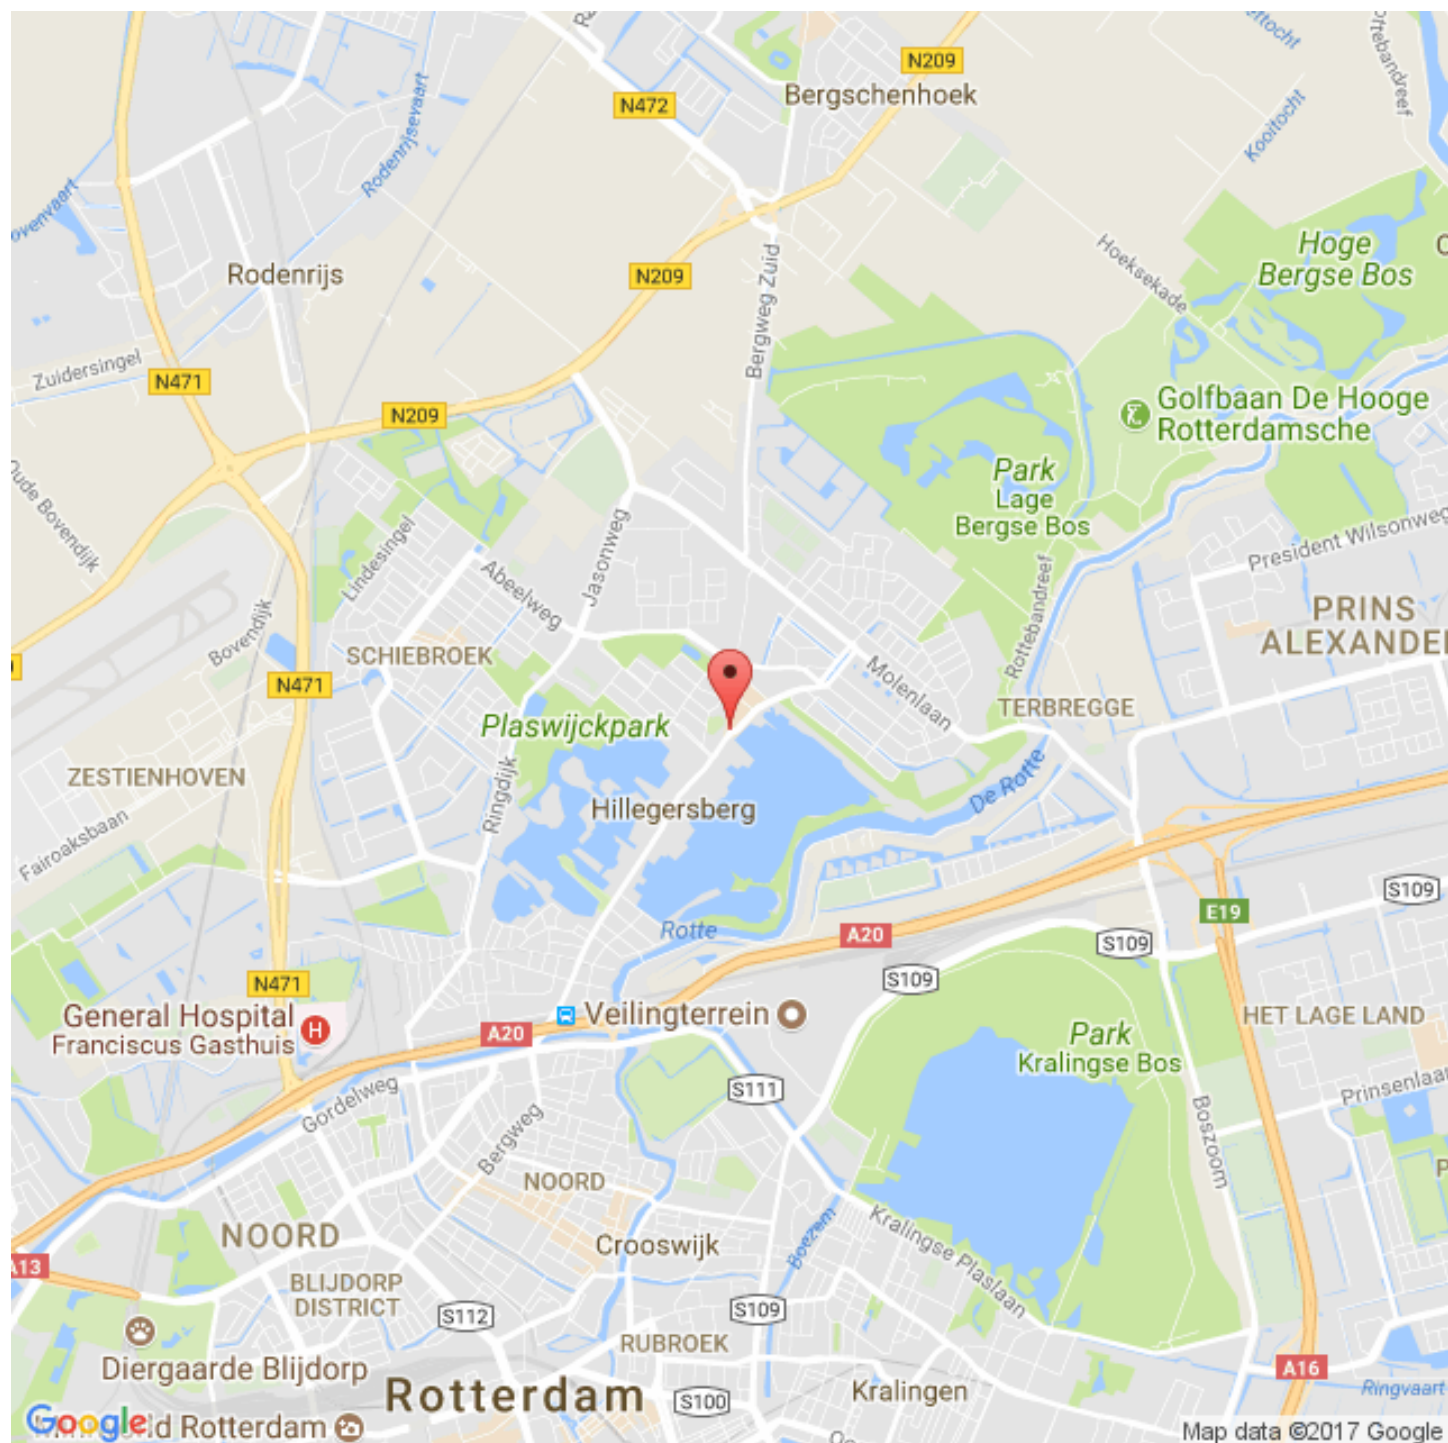 N209
Bergschenhoek
N472
Rodenrijsevaart
Kooitocht
Hoge
Bergse Bos
Hoeksekade
Rodenrijs
N209
Bergweg Zuid
Zuidersingel
N471
N209
Golfbaan De Hooge
Rotterdamsche
Park
Lage
Bergse Bos
Oude Bovendijk
Lindesingel
Jasonweg
Abeelweg
President Wilsonweg
PRINS
Rottebandreef
Bovendijk
SCHIEBROEK
N471
Molenlaan
TERBREGGE
Plaswijckpark
ZESTIENHOVEN
Ringdijk
De Rotte
Hillegersberg
Fairoaksbaan
S109
E19
Rotte
A20
S109
S109
N471
General Hospital
Franciscus Gasthuis
A20
Veilingterrein
HET LAGE LAND
Park
Kralingse Bos
S111
Gordelweg
Bergweg
Boszoom
NOORD
NOORD
Crooswijk
Boezem
Kralingse Plaslaan
A13
BLIJDORP
DISTRICT
S112
S109
RUBROEK
Diergaarde Blijdorp
Rotterdam
S100
Kralingen
A16
Ringvaart
Google
Rotterdam
Map data ©2017 Google